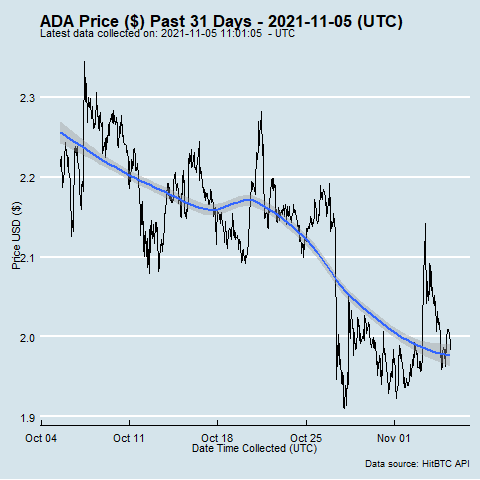 ADA Price ($) Past 31 Days - 2021-11-05 (UTC)
Latest data collected on: 2021-11-05 11:01:05 - UTC
Price USD ($)
2.3
2.2
2.1
2.0
1.9
Oct 04 Oct 11 Oct 18 Oct 25 Nov 01
Date Time Collected (UTC)
Data source: HitBTC API